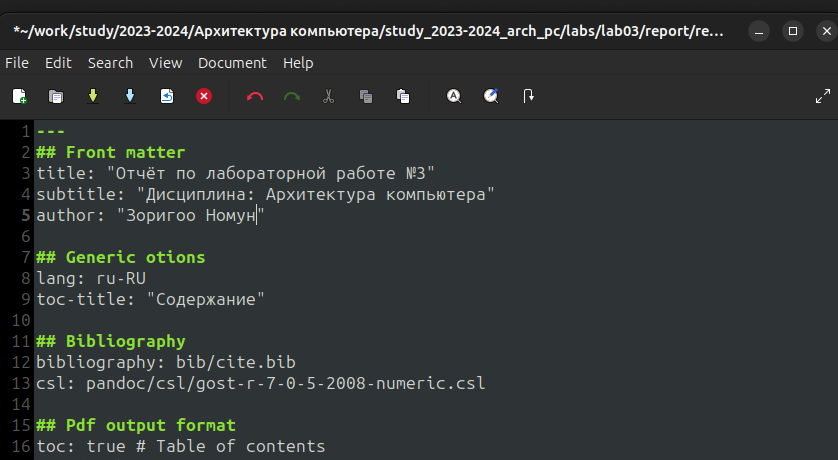 *~/work/study/2023-2024/Архитектура компьютера/study_2023-2024_arch_pc/labs/lab03/report/re...
File Edit Search View Document Help
1 ---
2 ## Front matter
3 title: "Отчёт по лабораторной работе №3"
4 subtitle: "Дисциплина: Архитектура компьютера"
5 author: "Зоригоо Номун"
6
7 ## Generic otions
8 lang: ru-RU
9 toc-title: "Содержание"
10
11 ## Bibliography
12 bibliography: bib/cite.bib
13 csl: pandoc/csl/gost-r-7-0-5-2008-numeric.csl
14
15 ## Pdf output format
16 toc: true # Table of contents